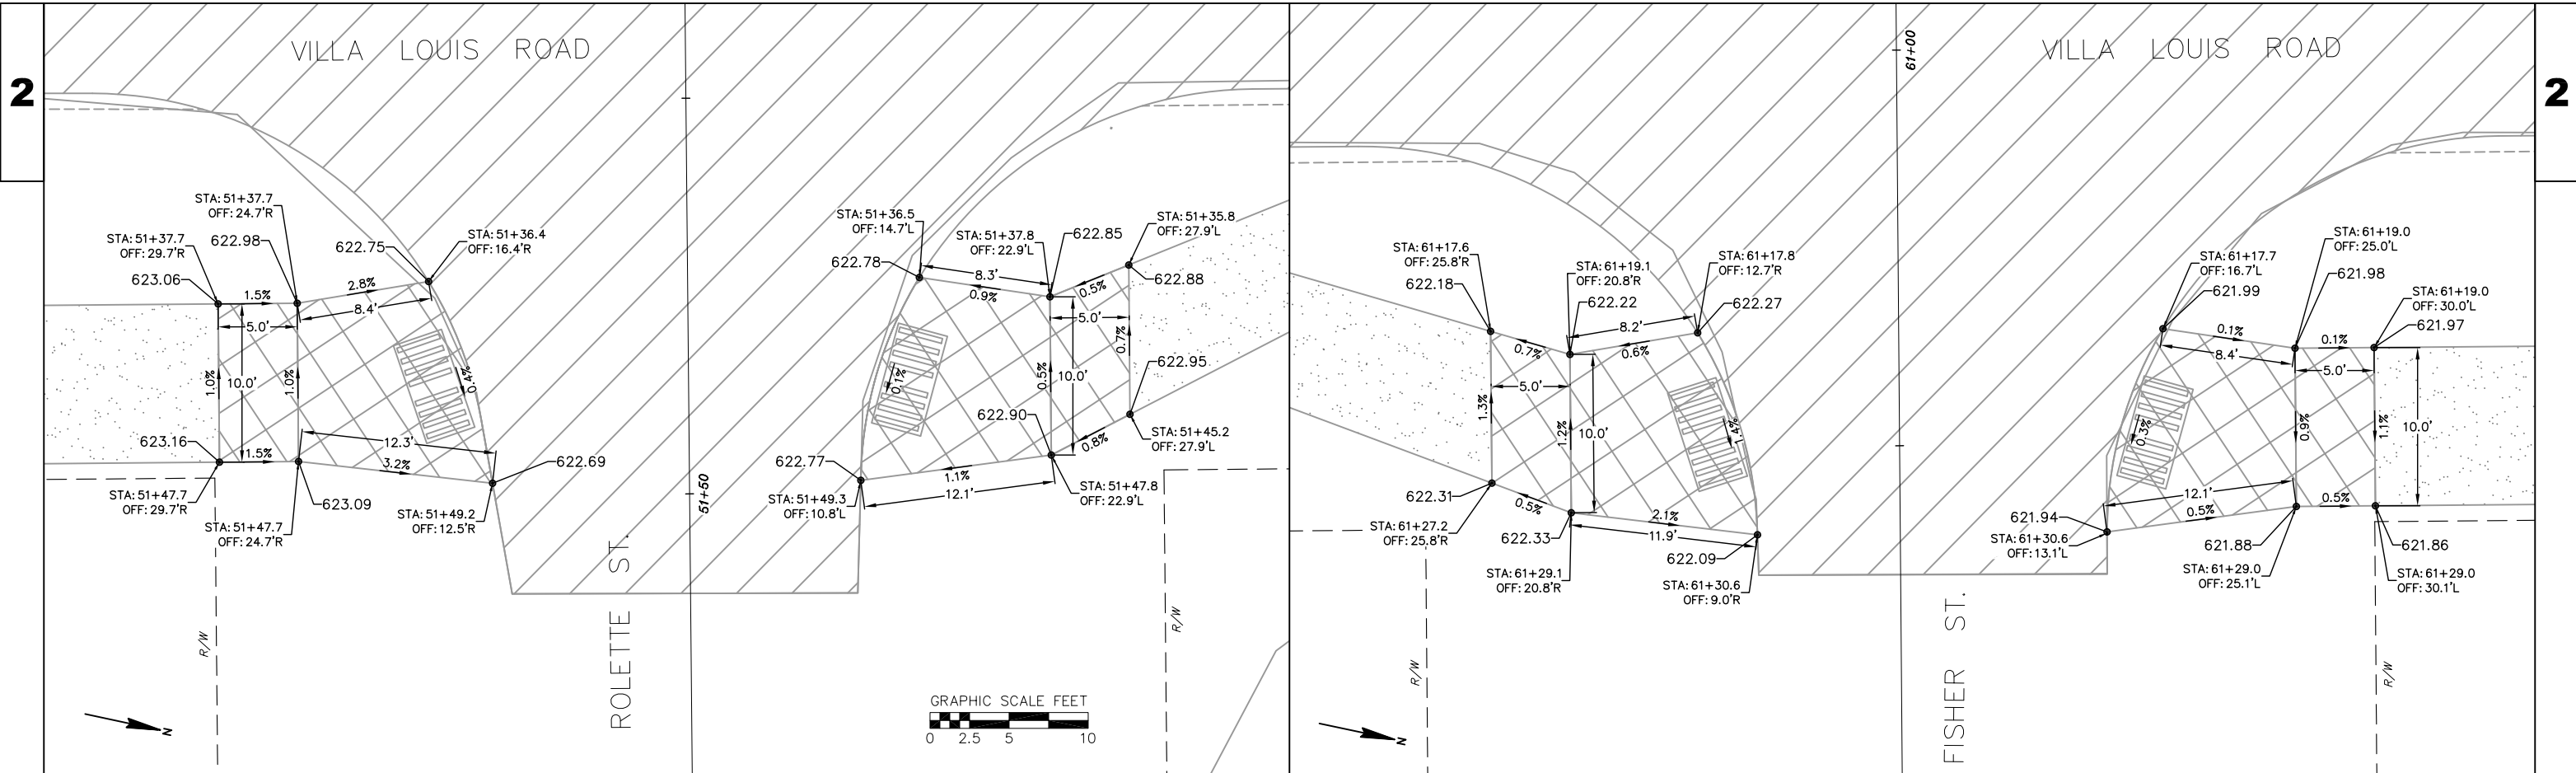 2
VILLA LOUIS ROAD
STA: 51+37.7
OFF: 24.7'R
STA: 51+37.7
OFF: 29.7'R
622.98
623.06
622.75
STA: 51+36.4
OFF: 16.4'R
1.5%
2.8%
8.4'
5.0'
1.0%
10.0'
1.0%
0.4%
12.3'
623.16
1.5%
3.2%
622.69
STA: 51+47.7
OFF: 29.7'R
623.09
STA: 51+47.7
OFF: 24.7'R
STA: 51+49.2
OFF: 12.5'R
R/W
ROLETTE ST.
51+50
N
STA: 51+36.5
OFF: 14.7'L
STA: 51+37.8
OFF: 22.9'L
622.85
STA: 51+35.8
OFF: 27.9'L
622.78
8.3'
0.9%
0.5%
622.88
5.0'
0.7%
0.1%
0.5%
10.0'
622.95
622.90
0.8%
STA: 51+45.2
OFF: 27.9'L
622.77
1.1%
12.1'
STA: 51+49.3
OFF: 10.8'L
STA: 51+47.8
OFF: 22.9'L
R/W
GRAPHIC SCALE FEET
0 2.5 5 10
61+00
VILLA LOUIS ROAD
2
STA: 61+17.6
OFF: 25.8'R
622.18
STA: 61+19.1
OFF: 20.8'R
622.22
STA: 61+17.8
OFF: 12.7'R
622.27
8.2'
0.7%
0.6%
5.0'
1.3%
1.2%
10.0'
1.4%
622.31
0.5%
2.1%
11.9'
STA: 61+27.2
OFF: 25.8'R
622.33
622.09
STA: 61+29.1
OFF: 20.8'R
STA: 61+30.6
OFF: 9.0'R
R/W
N
FISHER ST.
STA: 61+17.7
OFF: 16.7'L
621.99
STA: 61+19.0
OFF: 25.0'L
621.98
STA: 61+19.0
OFF: 30.0'L
621.97
0.1%
0.1%
8.4'
5.0'
0.3%
0.9%
1.1%
10.0'
12.1'
0.5%
0.5%
621.94
STA: 61+30.6
OFF: 13.1'L
621.88
STA: 61+29.0
OFF: 25.1'L
621.86
STA: 61+29.0
OFF: 30.1'L
R/W